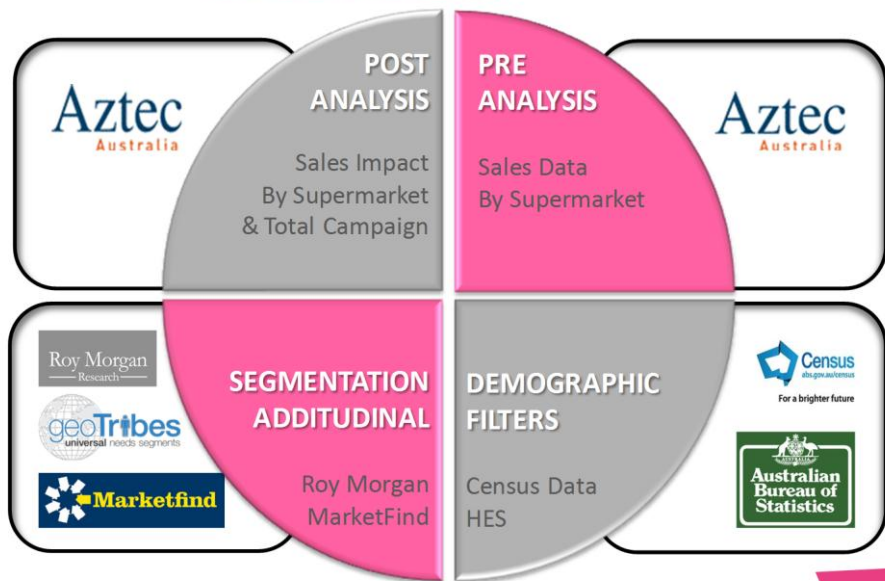 Aztec
Australia
POST
ANALYSIS
Sales Impact
By Supermarket
& Total Campaign
PRE
ANALYSIS
Sales Data
By Supermarket
Aztec
Australia
Roy Morgan
Research
geoTribes
universal needs segments
Marketfind
SEGMENTATION
ADDITUDINAL
Roy Morgan
MarketFind
DEMOGRAPHIC
FILTERS
Census Data
HES
Census
abs.gov.au/census
For a brighter future
Australian
Bureau of
Statistics